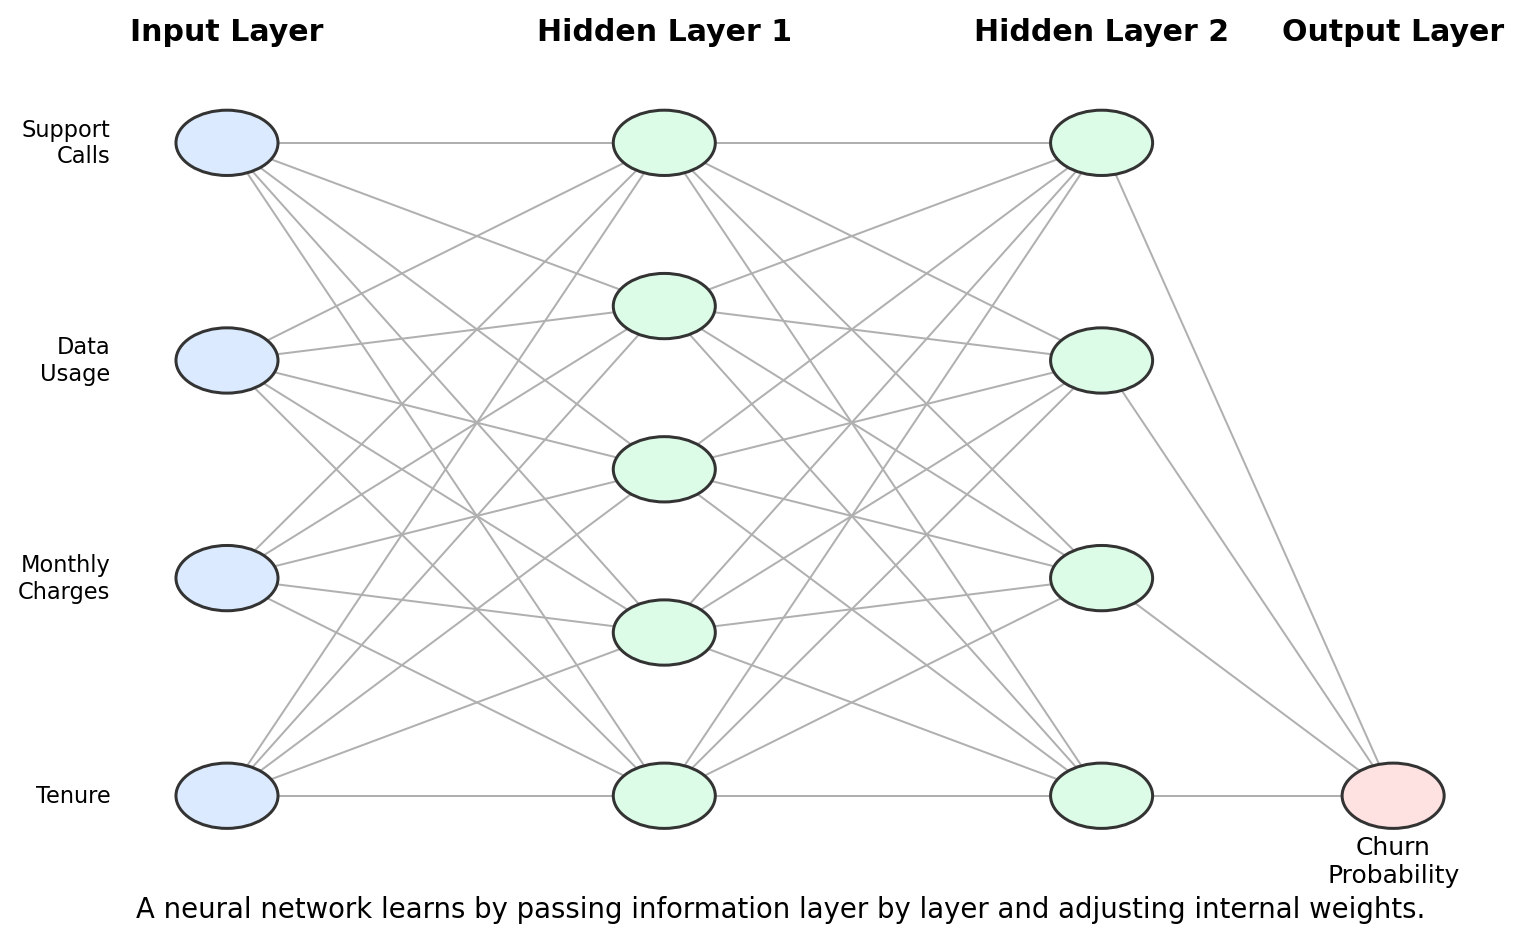 Input Layer
Hidden Layer 1
Hidden Layer 2
Output Layer
Support
Calls
Data
Usage
Monthly
Charges
Tenure
Churn
Probability
A neural network learns by passing information layer by layer and adjusting internal weights.